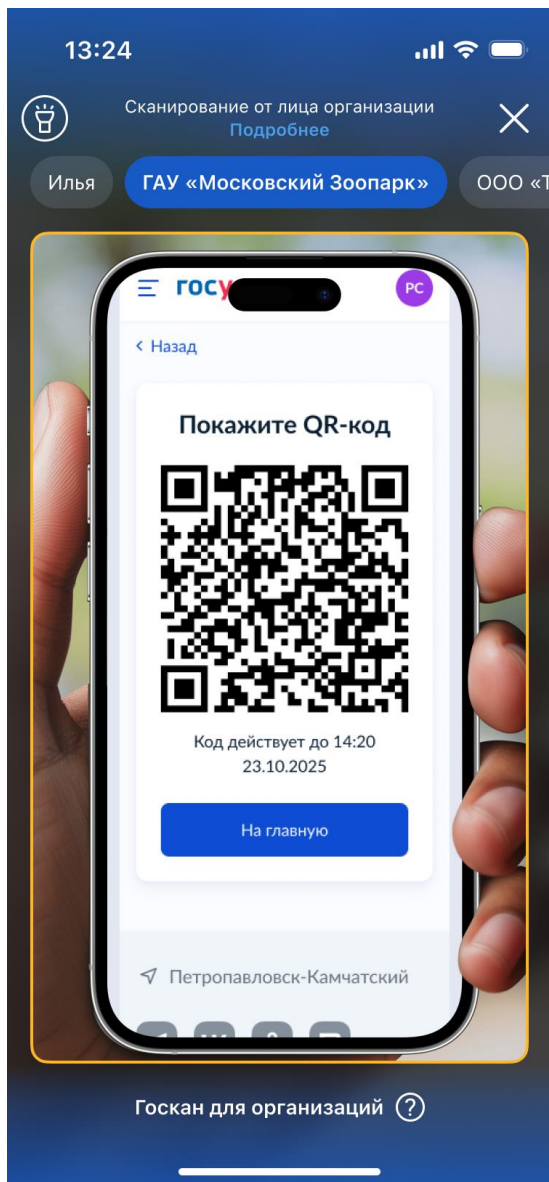 13:24
Сканирование от лица организации
Подробнее
Илья
ГАУ «Московский Зоопарк»
ООО «Т
госу
РС
Назад
Покажите QR-код
Код действует до 14:20
23.10.2025
На главную
Петропавловск-Камчатский
Госкан для организаций ?